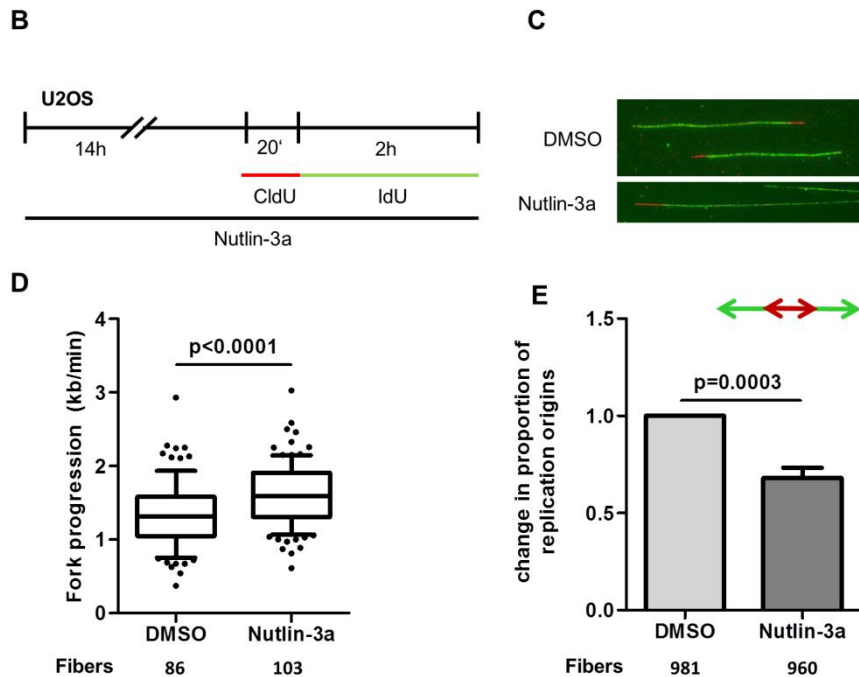 B
U2OS
14h 20' 2h
CldU IdU
Nutlin-3a
C
DMSO
Nutlin-3a
D
Fork progression (kb/min)
4
3
2
1
0
p<0.0001
DMSO Nutlin-3a
Fibers 86 103
E
change in proportion of
replication origins
1.5
1.0
0.5
0.0
p=0.0003
DMSO Nutlin-3a
Fibers 981 960